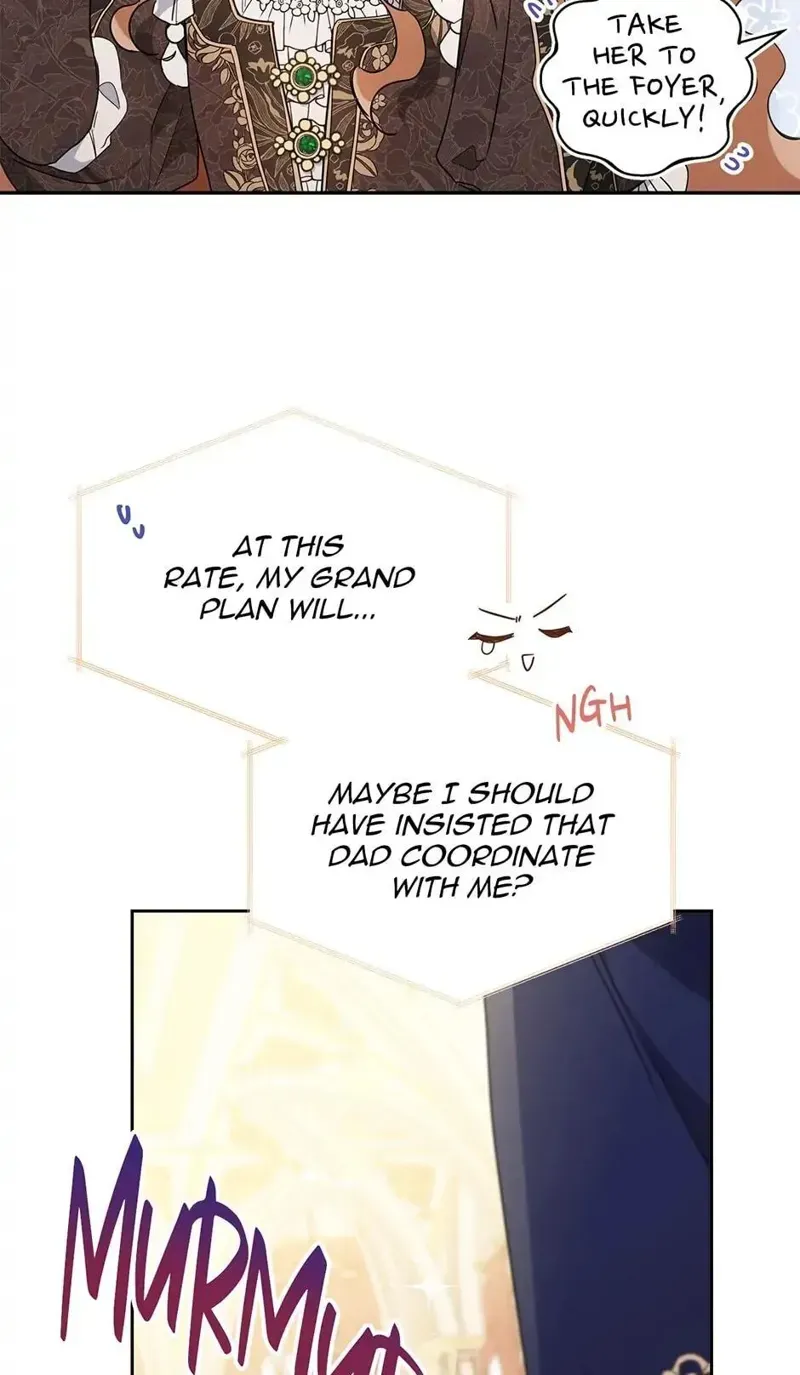 TAKE
HER TO
THE FOYER,
QUICKLY!
AT THIS
RATE, MY GRAND
PLAN WILL...
NGH
MAYBE I SHOULD
HAVE INSISTED THAT
DAD COORDINATE
WITH ME?
MURMUR